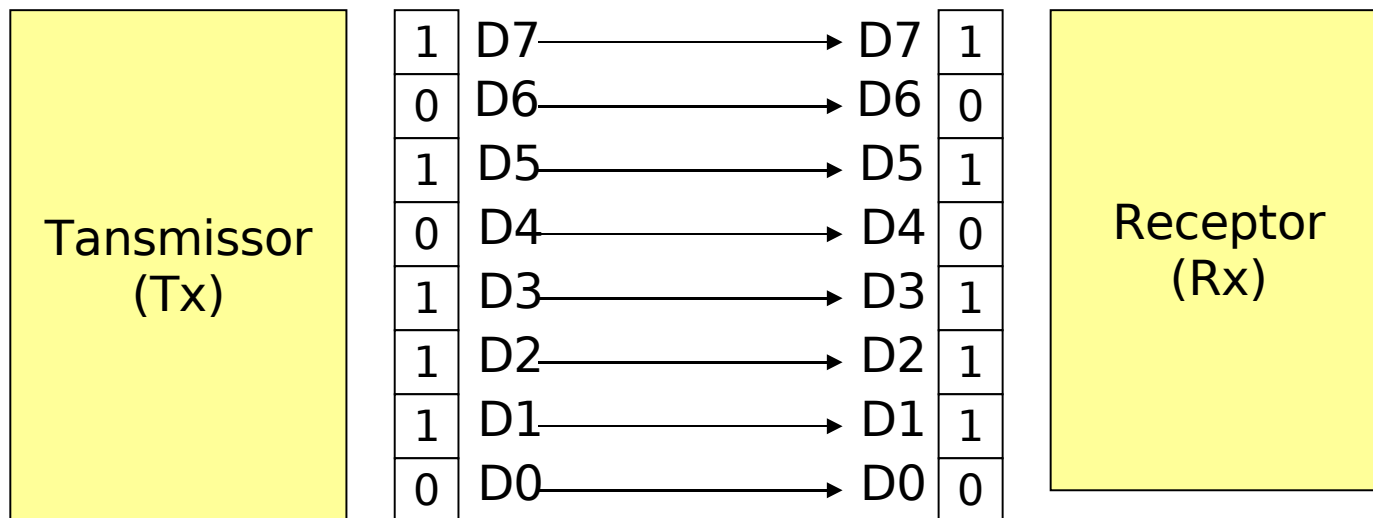 1 D7 D7 1
0 D6 D6 0
1 D5 D5 1
0 D4 D4 0
1 D3 D3 1
1 D2 D2 1
1 D1 D1 1
0 D0 D0 0
Tansmissor
(Tx)
Receptor
(Rx)